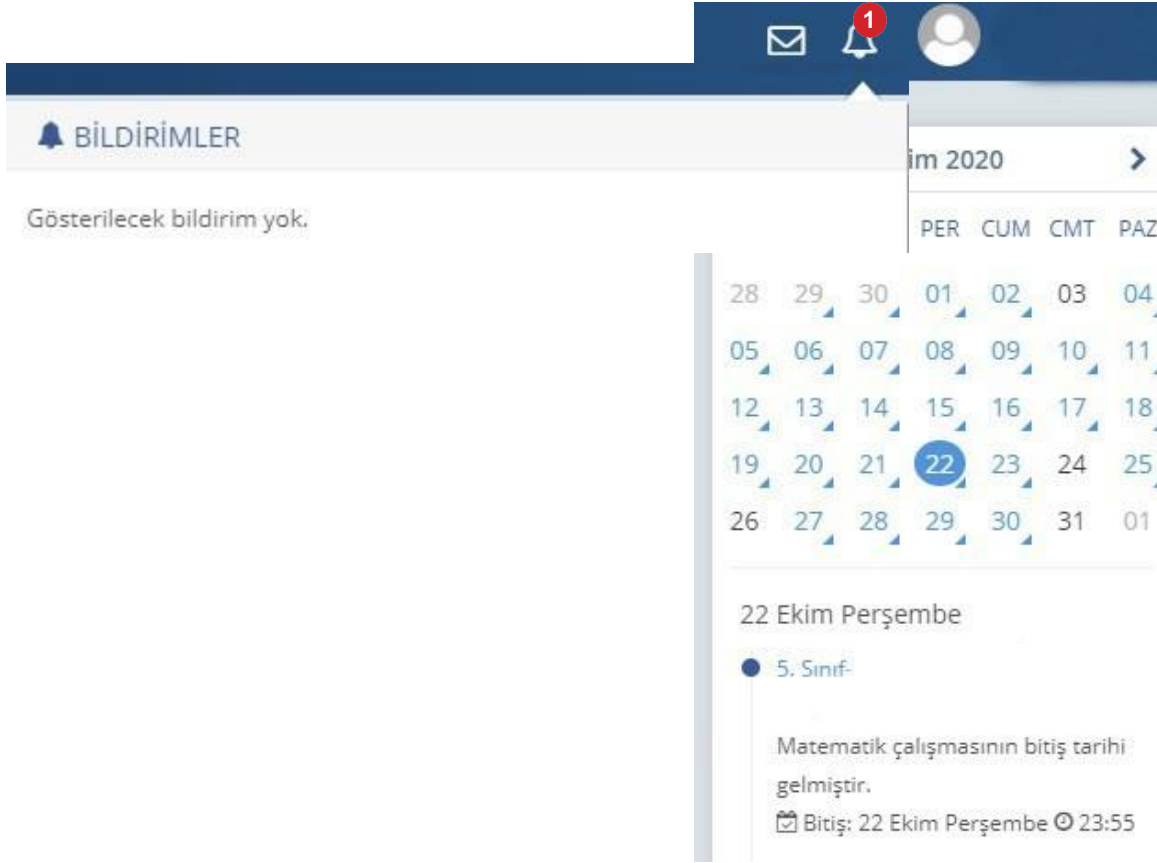 1
BİLDİRİMLER
Gösterilecek bildirim yok.
im 2020
PER CUM CMT PAZ
28 29 30 01 02 03 04
05 06 07 08 09 10 11
12 13 14 15 16 17 18
19 20 21 22 23 24 25
26 27 28 29 30 31 01
22 Ekim Perşembe
5. Sınıf-
Matematik çalışmasının bitiş tarihi
gelmiştir.
Bitiş: 22 Ekim Perşembe 23:55